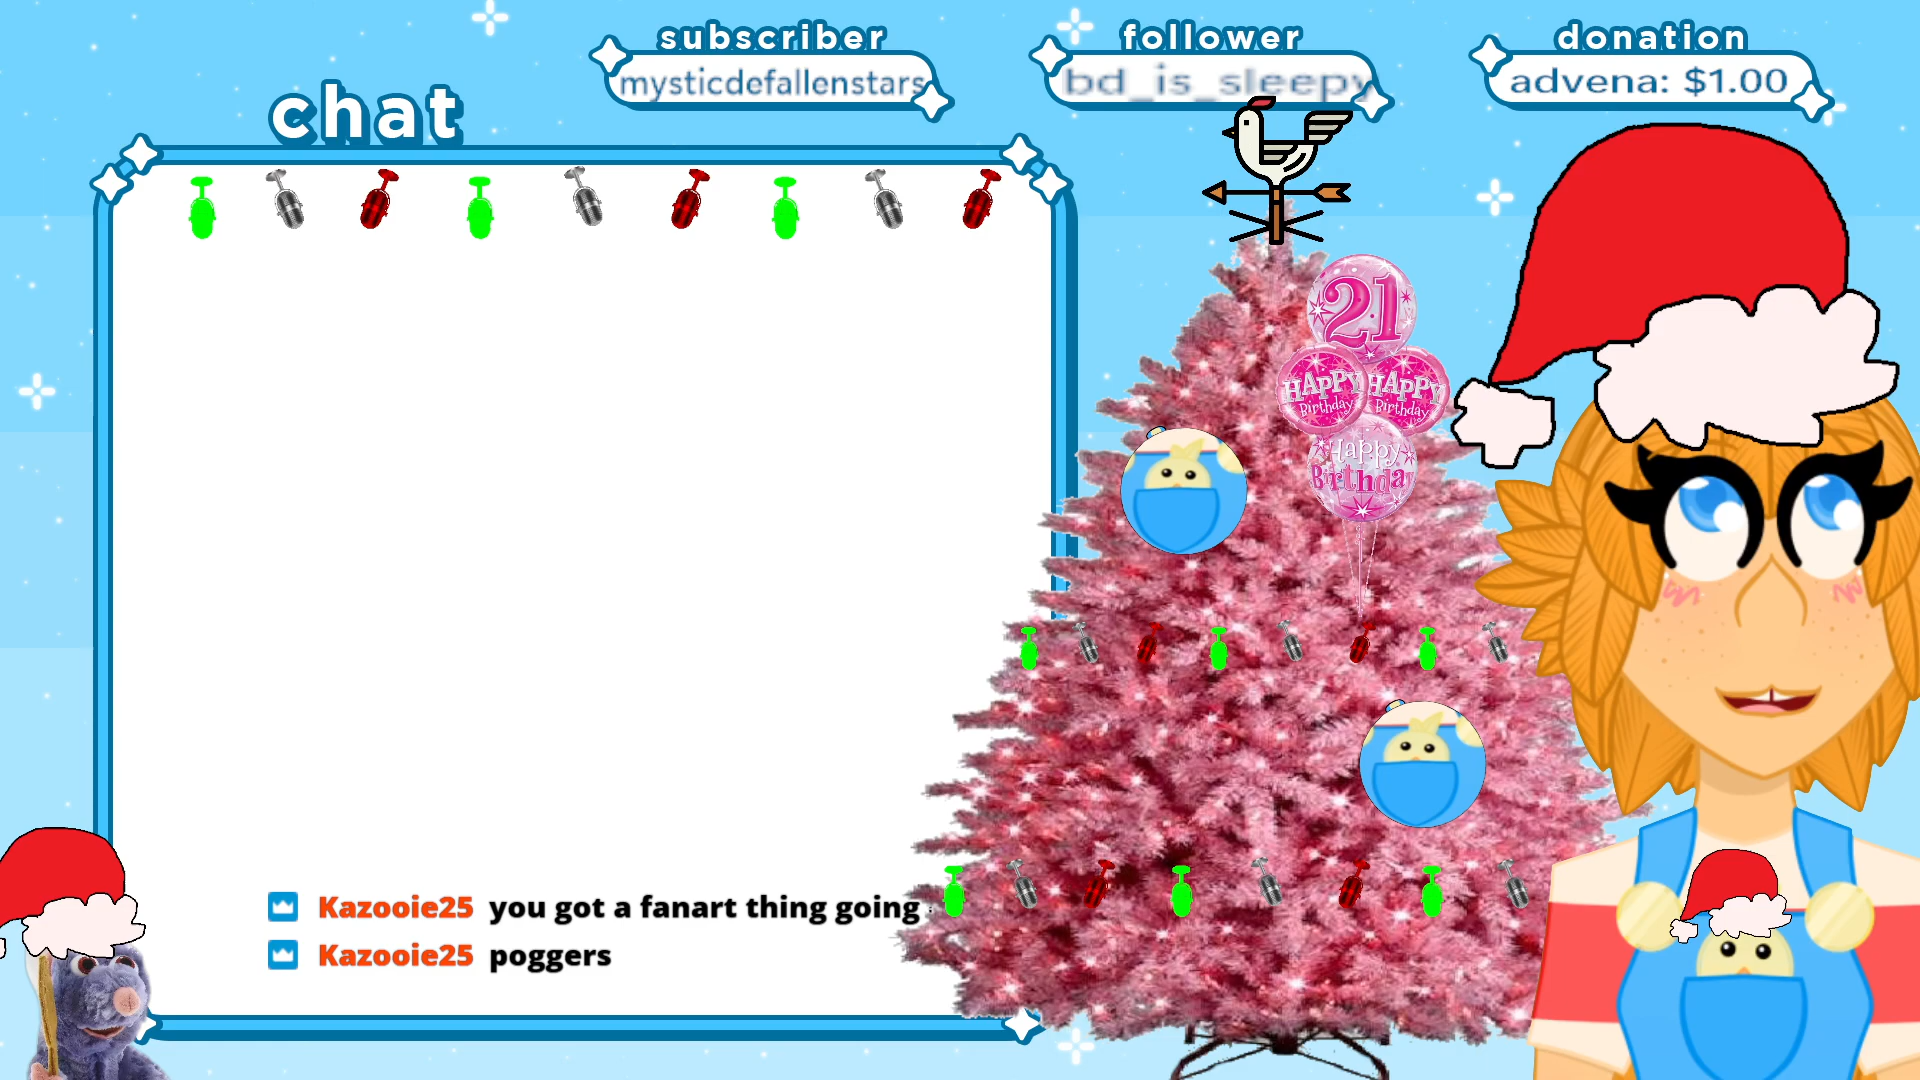 subscriber
mysticdefallenstars
follower
bd_is_sleepy
donation
advena: $1.00
chat
21
HAPPY
Birthday
HAPPY
Birthday
Happy
Birthday
Kazooie25 you got a fanart thing going
Kazooie25 poggers